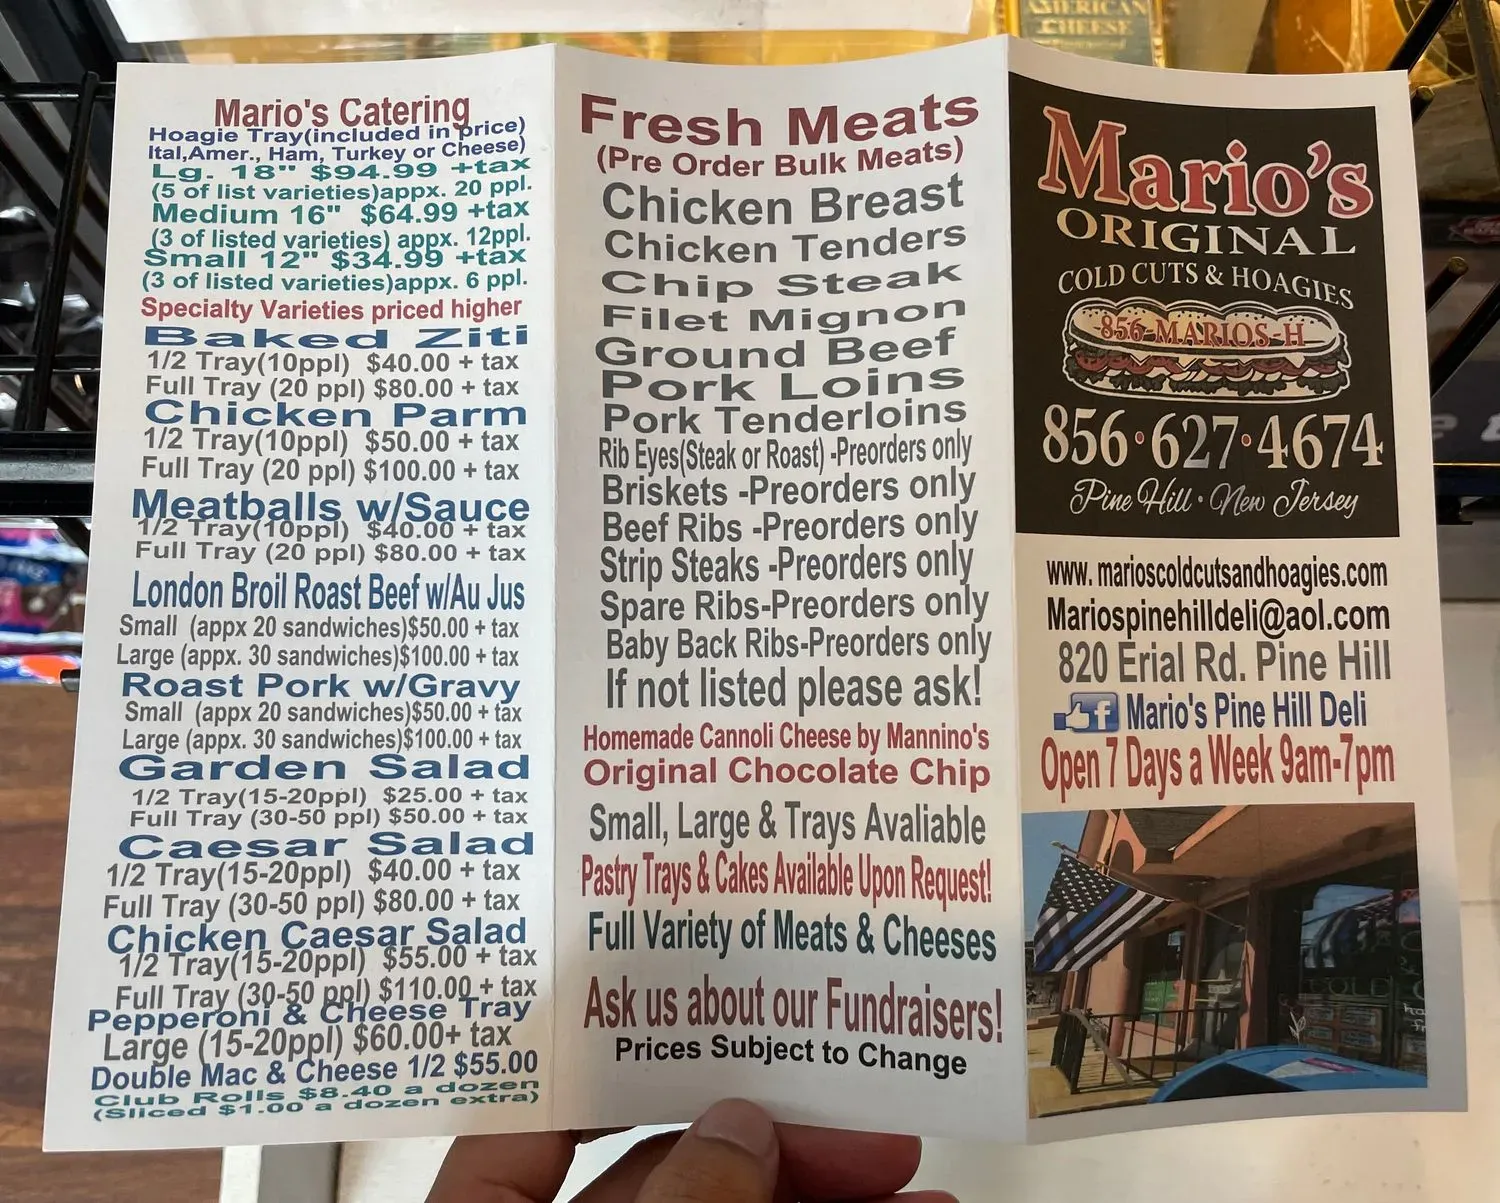 AMERICAN
CHEESE
Mario's Catering
Hoagie Tray(included in price)
Ital,Amer., Ham, Turkey or Cheese)
Lg. 18" $94.99 +tax
(5 of list varieties)appx. 20 ppl.
Medium 16" $64.99 +tax
(3 of listed varieties) appx. 12ppl.
Small 12" $34.99 +tax
(3 of listed varieties)appx. 6 ppl.
Specialty Varieties priced higher
Baked Ziti
1/2 Tray(10ppl) $40.00 + tax
Full Tray (20 ppl) $80.00 + tax
Chicken Parm
1/2 Tray(10ppl) $50.00 + tax
Full Tray (20 ppl) $100.00 + tax
Meatballs w/Sauce
1/2 Tray(10ppl) $40.00 + tax
Full Tray (20 ppl) $80.00 + tax
London Broil Roast Beef w/Au Jus
Small (appx 20 sandwiches)$50.00 + tax
Large (appx. 30 sandwiches)$100.00 + tax
Roast Pork w/Gravy
Small (appx 20 sandwiches)$50.00 + tax
Large (appx. 30 sandwiches)$100.00 + tax
Garden Salad
1/2 Tray(15-20ppl) $25.00 + tax
Full Tray (30-50 ppl) $50.00 + tax
Caesar Salad
1/2 Tray(15-20ppl) $40.00 + tax
Full Tray (30-50 ppl) $80.00 + tax
Chicken Caesar Salad
1/2 Tray(15-20ppl) $55.00 + tax
Full Tray (30-50 ppl) $110.00 + tax
Pepperoni & Cheese Tray
Large (15-20ppl) $60.00+ tax
Double Mac & Cheese 1/2 $55.00
Club Rolls $8.40 a dozen
(Sliced $1.00 a dozen extra)
Fresh Meats
(Pre Order Bulk Meats)
Chicken Breast
Chicken Tenders
Chip Steak
Filet Mignon
Ground Beef
Pork Loins
Pork Tenderloins
Rib Eyes(Steak or Roast) -Preorders only
Briskets -Preorders only
Beef Ribs -Preorders only
Strip Steaks -Preorders only
Spare Ribs-Preorders only
Baby Back Ribs-Preorders only
If not listed please ask!
Homemade Cannoli Cheese by Mannino's
Original Chocolate Chip
Small, Large & Trays Avaliable
Pastry Trays & Cakes Available Upon Request!
Full Variety of Meats & Cheeses
Ask us about our Fundraisers!
Prices Subject to Change
Mario's
ORIGINAL
COLD CUTS & HOAGIES
856-MARIOS-H
856•627•4674
Pine Hill • New Jersey
www. marioscoldcutsandhoagies.com
Mariospinehilldeli@aol.com
820 Erial Rd. Pine Hill
f Mario's Pine Hill Deli
Open 7 Days a Week 9am-7pm